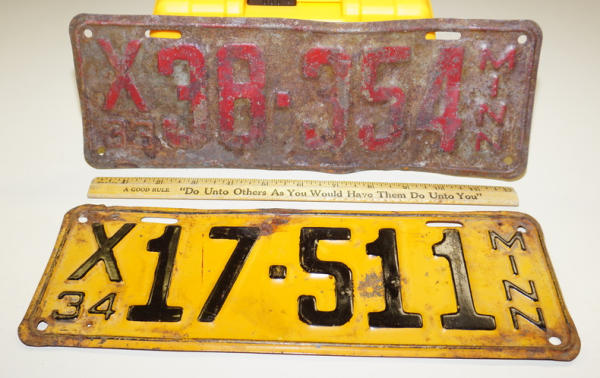 X38·354 MINN
33
A GOOD RULE "Do Unto Others As You Would Have Them Do Unto You"
X17·511 MINN
34